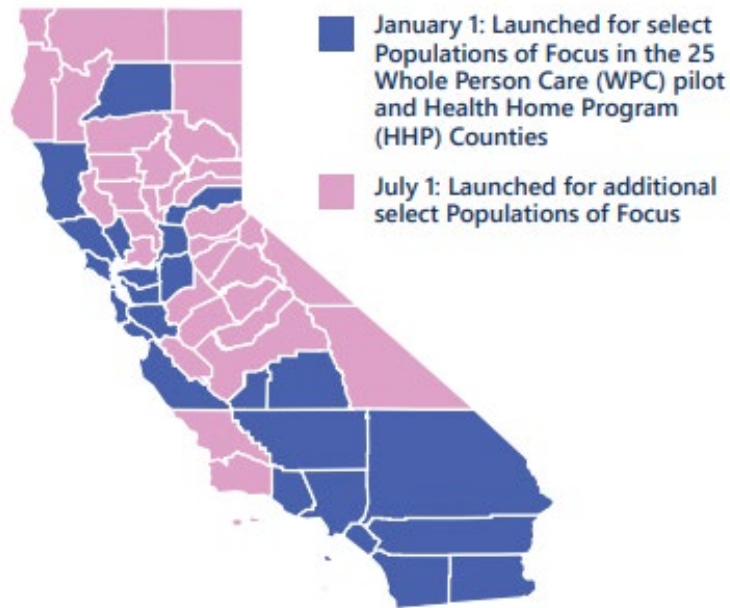 January 1: Launched for select
Populations of Focus in the 25
Whole Person Care (WPC) pilot
and Health Home Program
(HHP) Counties
July 1: Launched for additional
select Populations of Focus